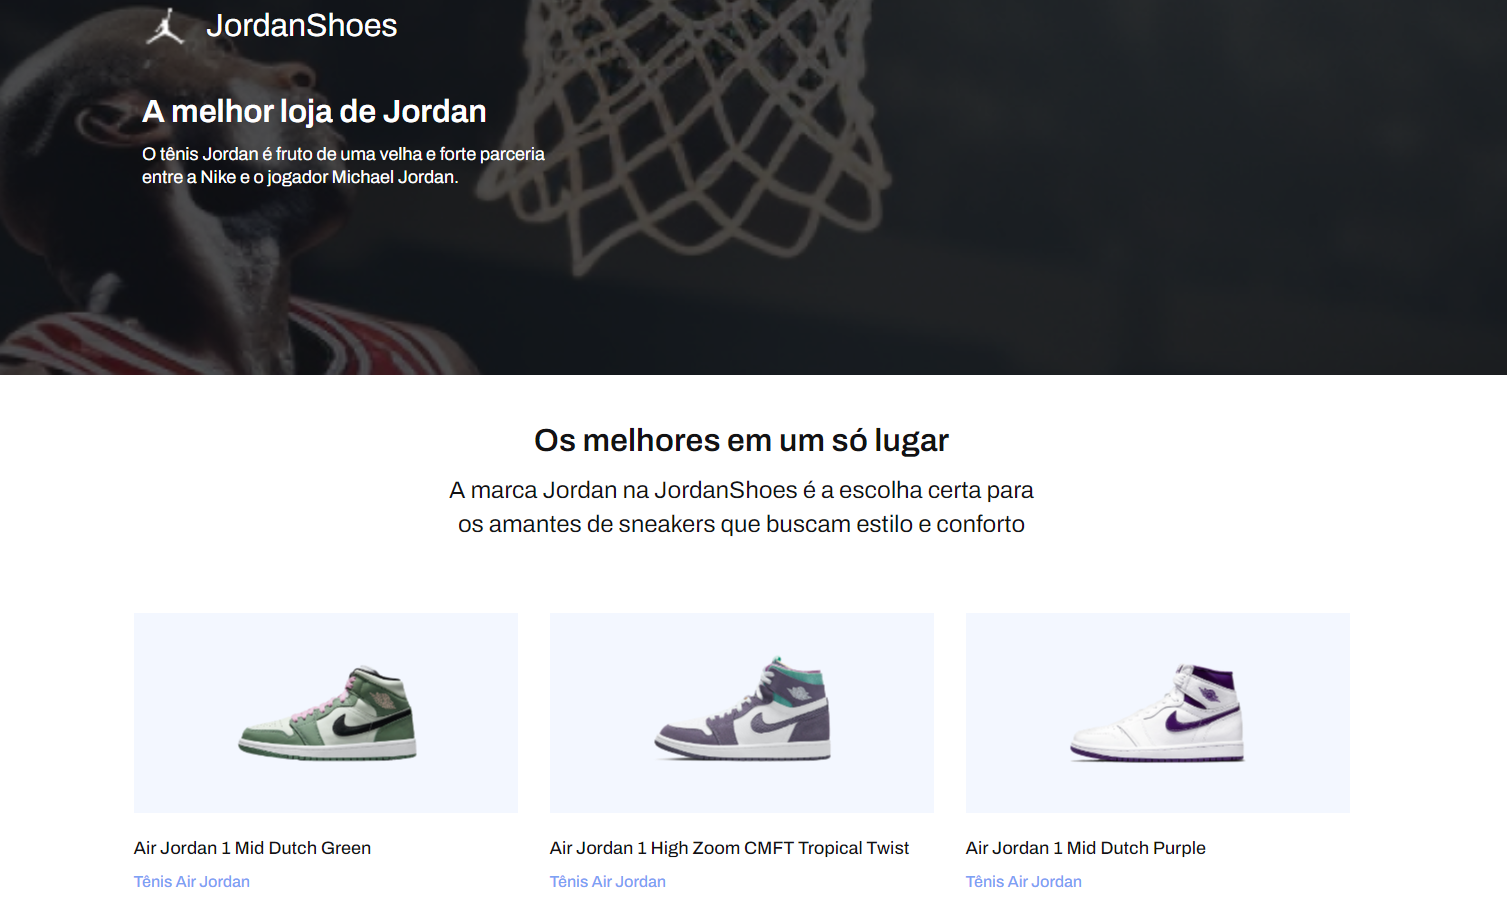 JordanShoes
A melhor loja de Jordan
O tênis Jordan é fruto de uma velha e forte parceria
entre a Nike e o jogador Michael Jordan.
Os melhores em um só lugar
A marca Jordan na JordanShoes é a escolha certa para
os amantes de sneakers que buscam estilo e conforto
Air Jordan 1 Mid Dutch Green
Tênis Air Jordan
Air Jordan 1 High Zoom CMFT Tropical Twist
Tênis Air Jordan
Air Jordan 1 Mid Dutch Purple
Tênis Air Jordan